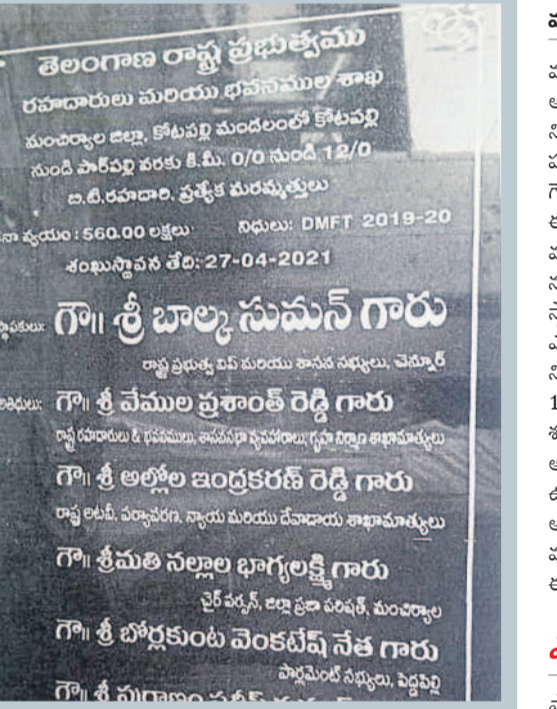 తెలంగాణ రాష్ట్ర ప్రభుత్వము
రహదారులు మరియు భవనముల శాఖ
మంచిర్యాల జిల్లా, కోటపల్లి మండలంలో కోటపల్లి
నుండి పార్‌పల్లి వరకు కి.మీ. 0/0 నుండి 12/0
బి.టి.రహదారి, ప్రత్యేక మరమ్మత్తులు
వ్యయం : 560.00 లక్షలు నిధులు: DMFT 2019-20
శంఖుస్థాపన తేది: 27-04-2021
గౌ॥ శ్రీ బాల్క సుమన్ గారు
రాష్ట్ర ప్రభుత్వ విప్ మరియు శాసన సభ్యులు, చెన్నూర్
గౌ॥ శ్రీ వేముల ప్రశాంత్ రెడ్డి గారు
రాష్ట్ర రహదారులు & భవనములు, శాసనసభా వ్యవహారాలు, గృహ నిర్మాణ శాఖామాత్యులు
గౌ॥ శ్రీ అల్లోల ఇంద్రకరణ్ రెడ్డి గారు
రాష్ట్ర అటవీ, పర్యావరణ, న్యాయ మరియు దేవాదాయ శాఖామాత్యులు
గౌ॥ శ్రీమతి నల్లాల భాగ్యలక్ష్మి గారు
చైర్ పర్సన్, జిల్లా ప్రజా పరిషత్, మంచిర్యాల
గౌ॥ శ్రీ బోర్లకుంట వెంకటేష్ నేత గారు
పార్లమెంట్ సభ్యులు, పెద్దపల్లి
గౌ॥ శ్రీ పురాణం